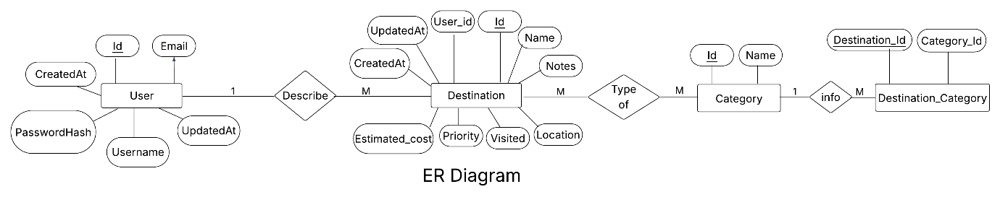 User_id
Id
UpdatedAt
Name
Id
Email
Destination_Id
Category_Id
CreatedAt
Notes
Id
Name
CreatedAt
User
1
Describe
M
Destination
M
Type
of
M
Category
1
info
M
Destination_Category
PasswordHash
UpdatedAt
Username
Estimated_cost
Priority
Visited
Location
ER Diagram